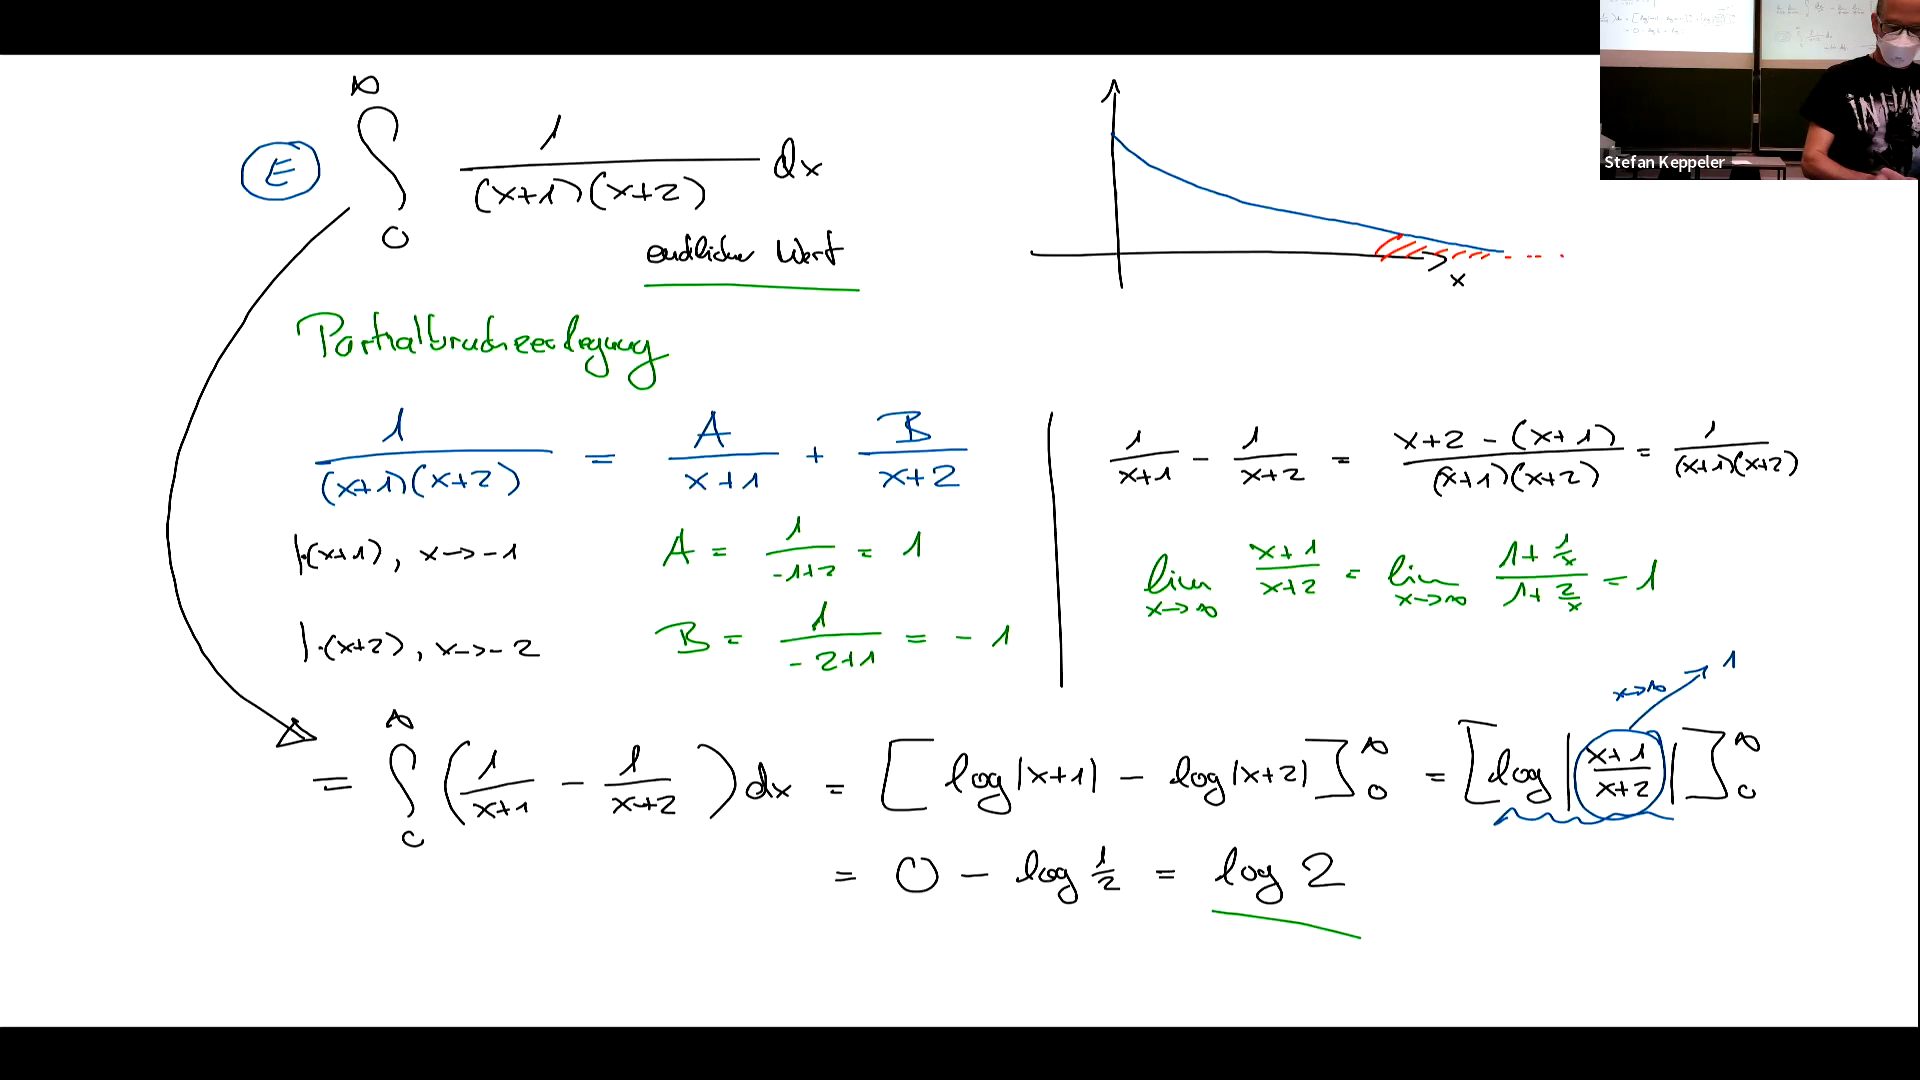 E ∫₀^∞ 1/((x+1)(x+2)) dx
endlicher Wert
x
Partialbruchzerlegung
1/((x+1)(x+2)) = A/(x+1) + B/(x+2)
|·(x+1), x→-1   A = 1/(-1+2) = 1
|·(x+2), x→-2   B = 1/(-2+1) = -1
1/(x+1) - 1/(x+2) = (x+2-(x+1))/((x+1)(x+2)) = 1/((x+1)(x+2))
lim x→∞ (x+1)/(x+2) = lim x→∞ (1+1/x)/(1+2/x) = 1
x→∞ 1
= ∫₀^∞ (1/(x+1) - 1/(x+2)) dx = [log|x+1| - log|x+2|]₀^∞ = [log|(x+1)/(x+2)|]₀^∞
= 0 - log 1/2 = log 2
Stefan Keppeler